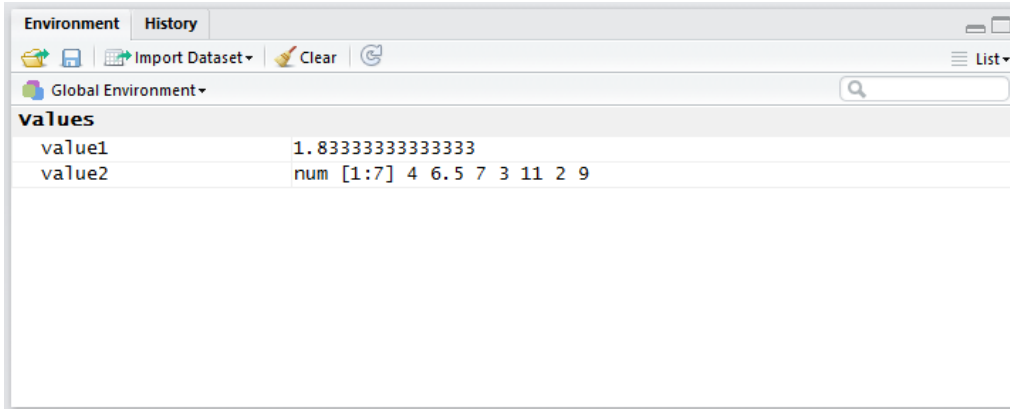 Environment History
Import Dataset Clear List
Global Environment
Values
value1 1.83333333333333
value2 num [1:7] 4 6.5 7 3 11 2 9